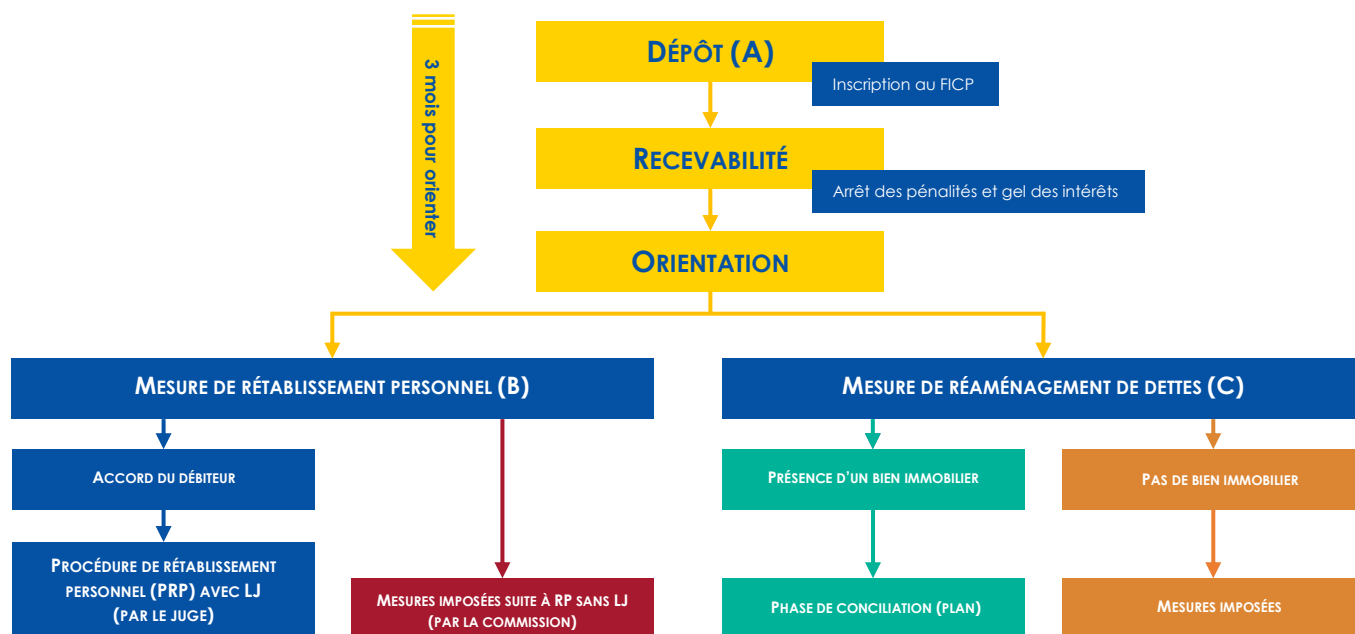 DÉPÔT (A)
Inscription au FICP
3 mois pour orienter
RECEVABILITÉ
Arrêt des pénalités et gel des intérêts
ORIENTATION
MESURE DE RÉTABLISSEMENT PERSONNEL (B)
MESURE DE RÉAMÉNAGEMENT DE DETTES (C)
ACCORD DU DÉBITEUR
PRÉSENCE D'UN BIEN IMMOBILIER
PAS DE BIEN IMMOBILIER
PROCÉDURE DE RÉTABLISSEMENT
PERSONNEL (PRP) AVEC LJ
(PAR LE JUGE)
MESURES IMPOSÉES SUITE À RP SANS LJ
(PAR LA COMMISSION)
PHASE DE CONCILIATION (PLAN)
MESURES IMPOSÉES